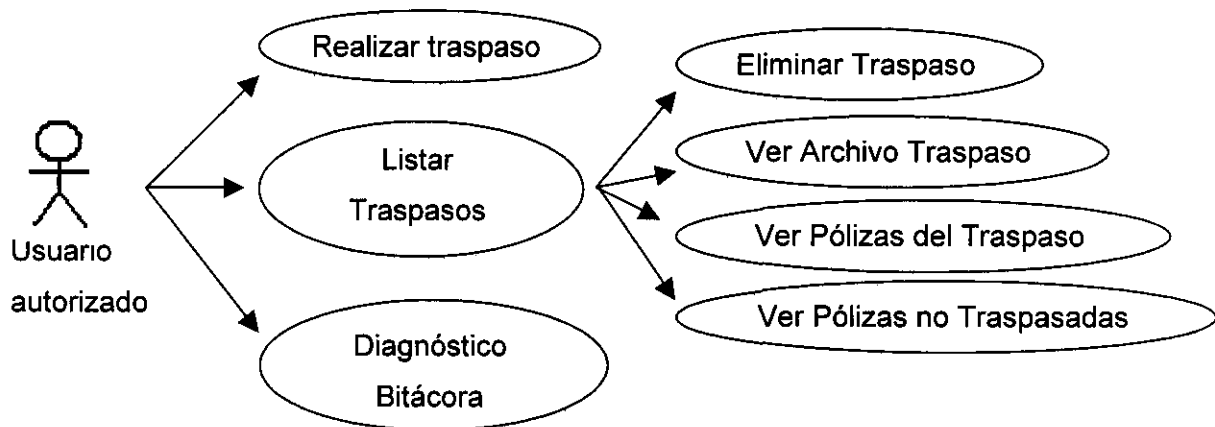 Realizar traspaso
Eliminar Traspaso
Listar
Traspasos
Ver Archivo Traspaso
Ver Pólizas del Traspaso
Ver Pólizas no Traspasadas
Usuario
autorizado
Diagnóstico
Bitácora